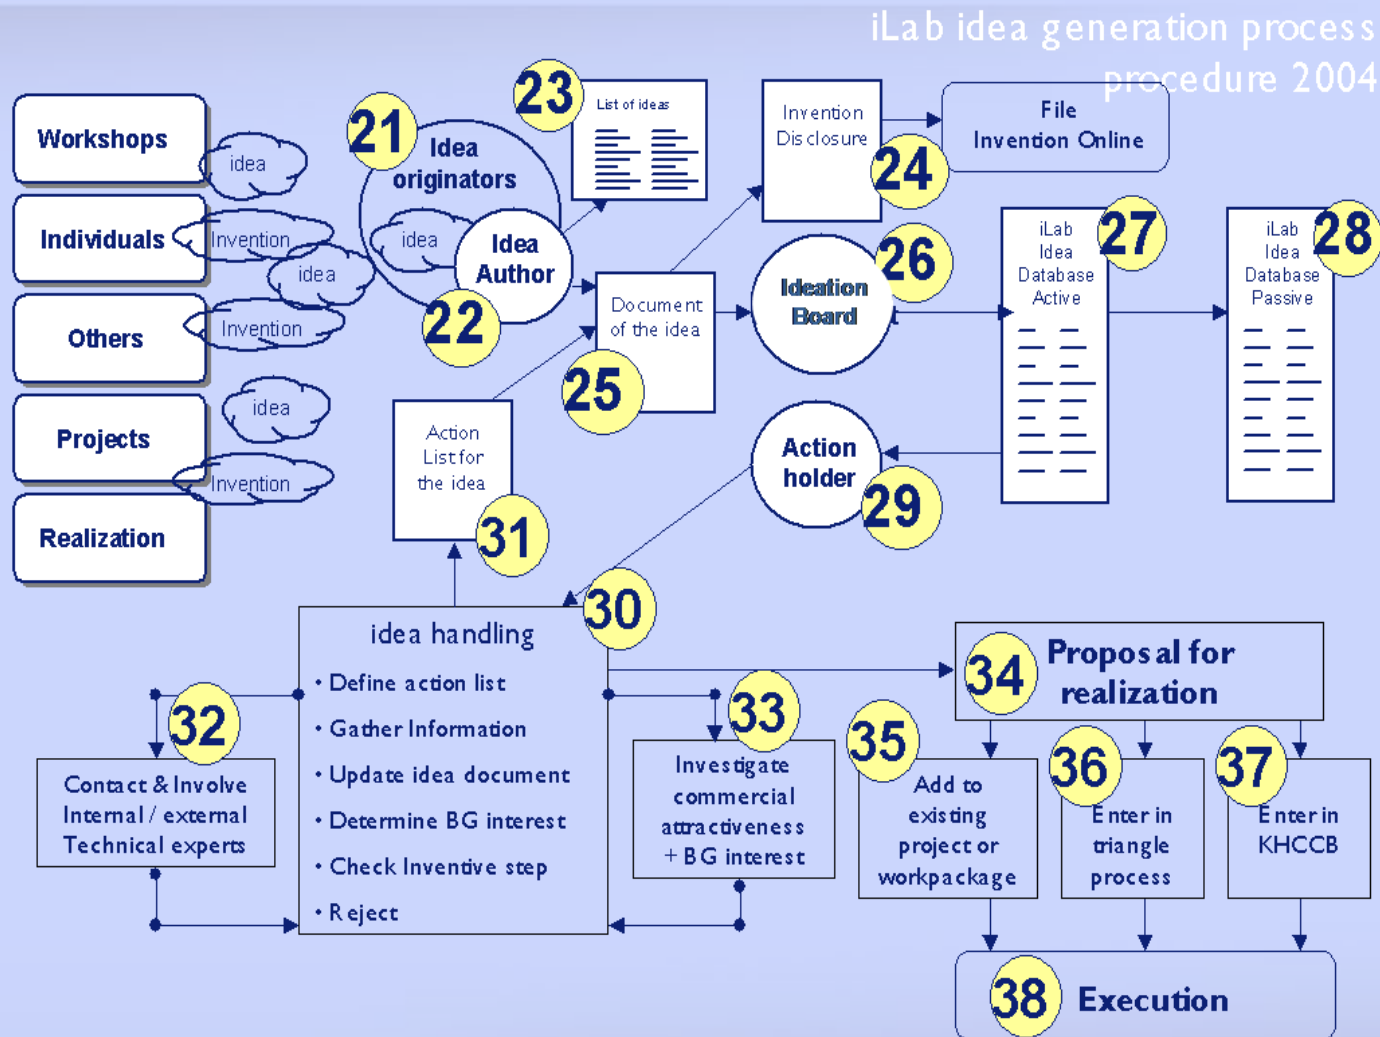 iLab idea generation process
procedure 2004
Workshops
Individuals
Others
Projects
Realization
idea
Invention
idea
Invention
idea
Invention
21
Idea
originators
idea
Idea
Author
22
23
List of ideas
Invention
Disclosure
24
File
Invention Online
Document
of the idea
25
Ideation
Board
26
iLab
Idea
Database
Active
27
iLab
Idea
Database
Passive
28
Action
holder
29
Action
List for
the idea
31
30
idea handling
• Define action list
• Gather Information
• Update idea document
• Determine BG interest
• Check Inventive step
• Reject
32
Contact & Involve
Internal / external
Technical experts
33
Investigate
commercial
attractiveness
+ BG interest
34
Proposal for
realization
35
Add to
existing
project or
workpackage
36
Enter in
triangle
process
37
Enter in
KHCCB
38
Execution